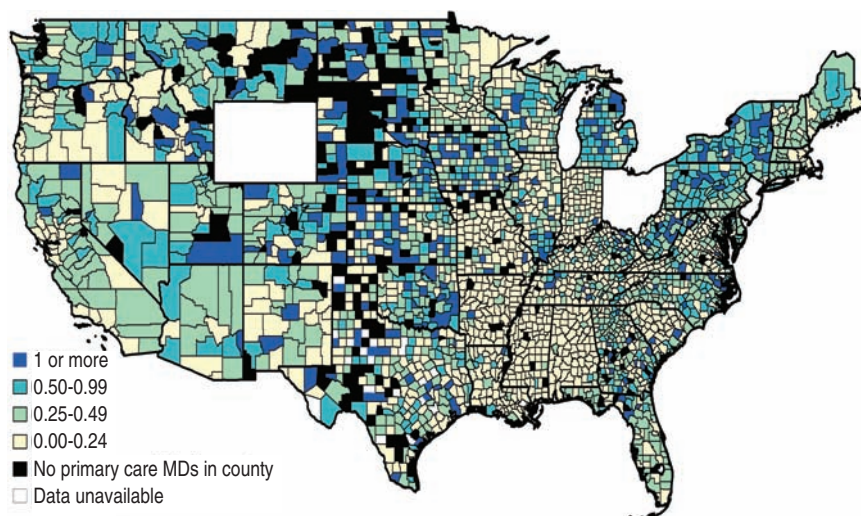 1 or more
0.50-0.99
0.25-0.49
0.00-0.24
No primary care MDs in county
Data unavailable